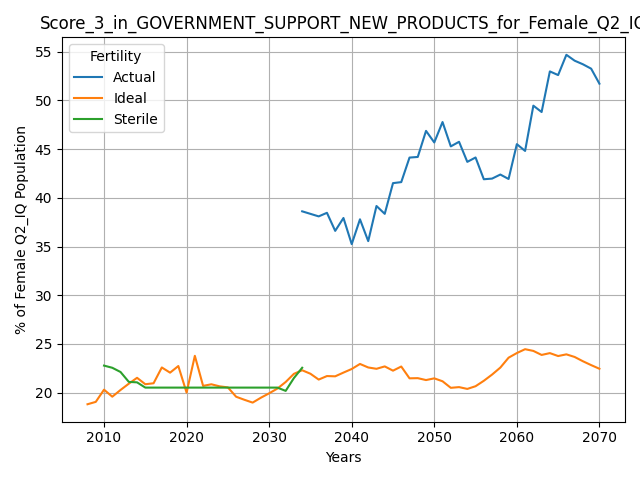 Score_3_in_GOVERNMENT_SUPPORT_NEW_PRODUCTS_for_Female_Q2_IQ
Fertility
Actual
Ideal
Sterile
% of Female Q2_IQ Population
55
50
45
40
35
30
25
20
2010 2020 2030 2040 2050 2060 2070
Years